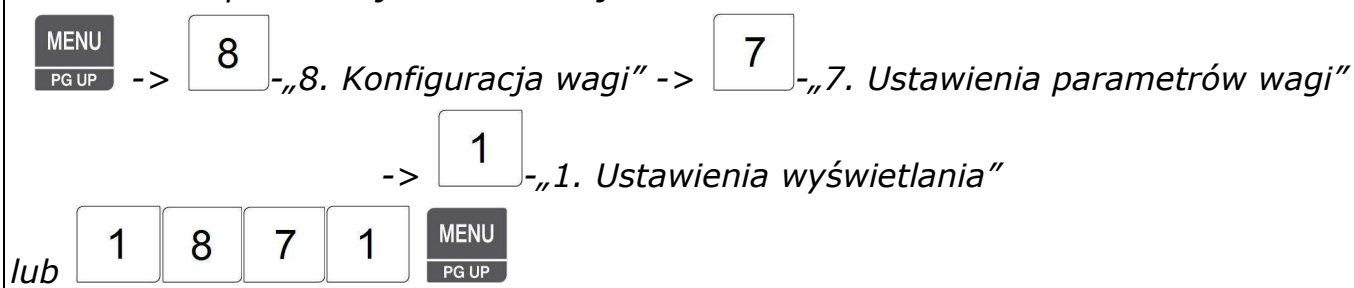 MENU
PG UP -> 8 -„8. Konfiguracja wagi” -> 7 -„7. Ustawienia parametrów wagi”
-> 1 -„1. Ustawienia wyświetlania”
lub 1 8 7 1 MENU
PG UP